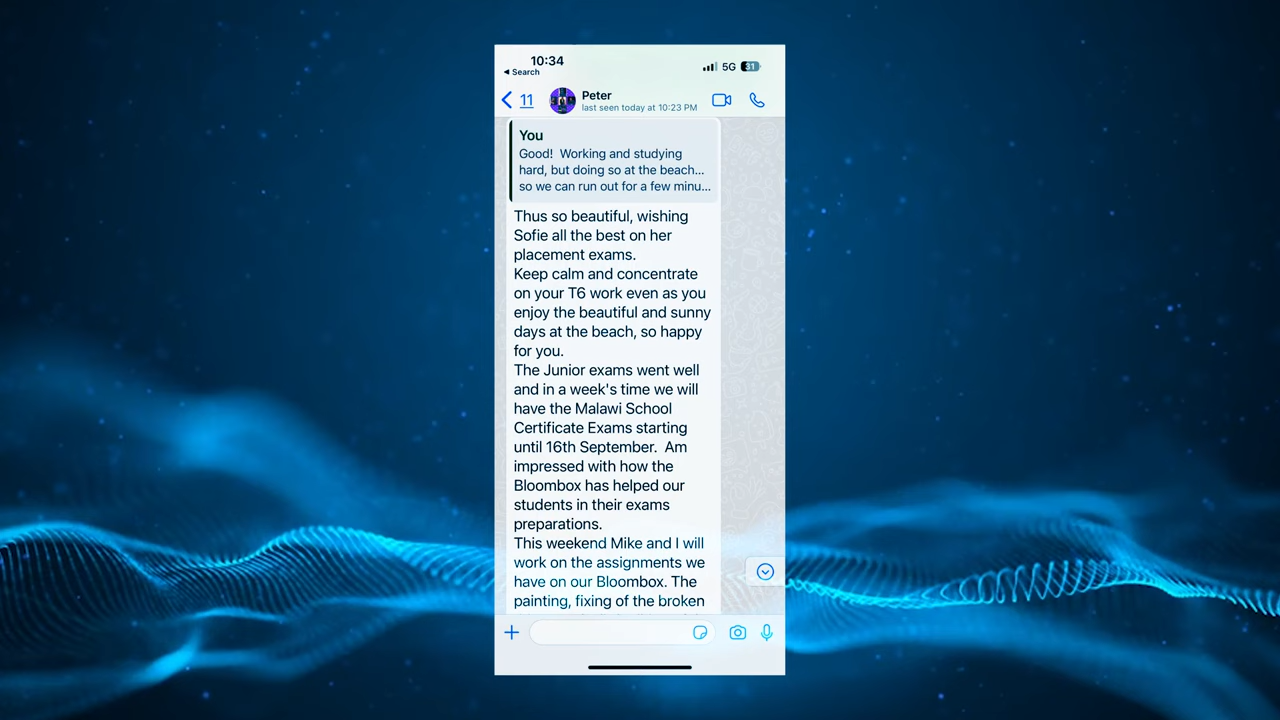 10:34
Search
5G
31
11
Peter
last seen today at 10:23 PM
You
Good!  Working and studying
hard, but doing so at the beach...
so we can run out for a few minu...
Thus so beautiful, wishing
Sofie all the best on her
placement exams.
Keep calm and concentrate
on your T6 work even as you
enjoy the beautiful and sunny
days at the beach, so happy
for you.
The Junior exams went well
and in a week's time we will
have the Malawi School
Certificate Exams starting
until 16th September.  Am
impressed with how the
Bloombox has helped our
students in their exams
preparations.
This weekend Mike and I will
work on the assignments we
have on our Bloombox. The
painting, fixing of the broken